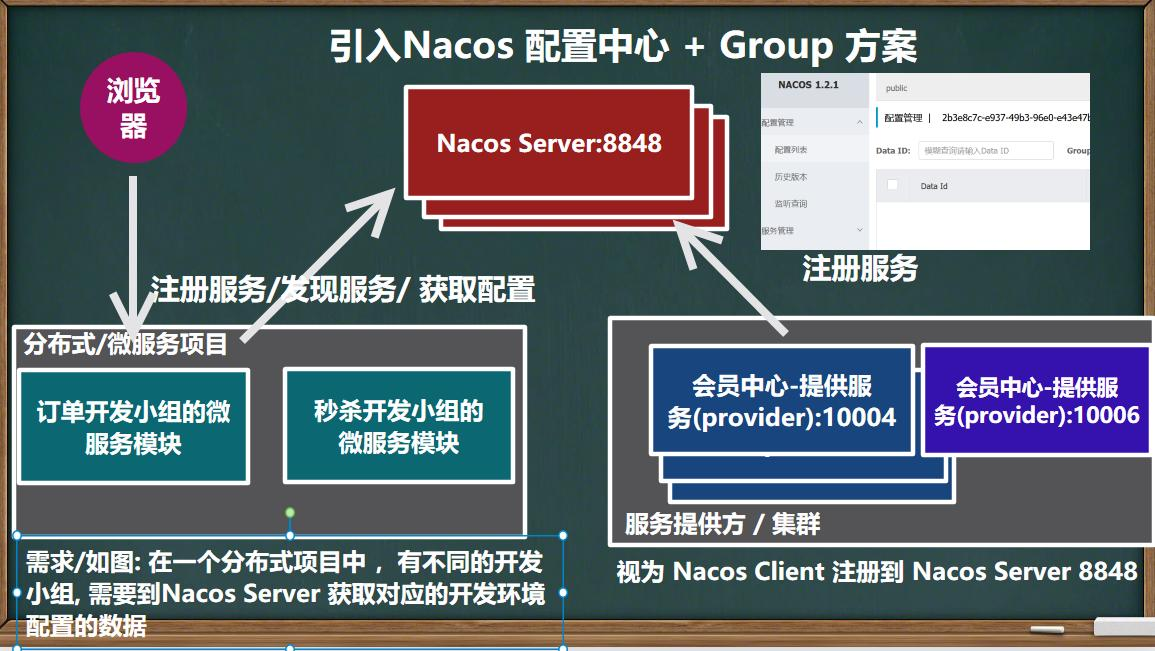 引入Nacos 配置中心 + Group 方案
浏览
器
Nacos Server:8848
NACOS 1.2.1
public
配置管理
配置管理 | 2b3e8c7c-e937-49b3-96e0-e43e47b
配置列表
Data ID: 模糊查询请输入Data ID Group
历史版本
Data Id
监听查询
服务管理
注册服务
注册服务/发现服务/ 获取配置
分布式/微服务项目
订单开发小组的微
服务模块
秒杀开发小组的
微服务模块
会员中心-提供服
务(provider):10004
会员中心-提供服
务(provider):10006
服务提供方 / 集群
需求/如图: 在一个分布式项目中 ，有不同的开发
小组, 需要到Nacos Server 获取对应的开发环境
配置的数据
视为 Nacos Client 注册到 Nacos Server 8848